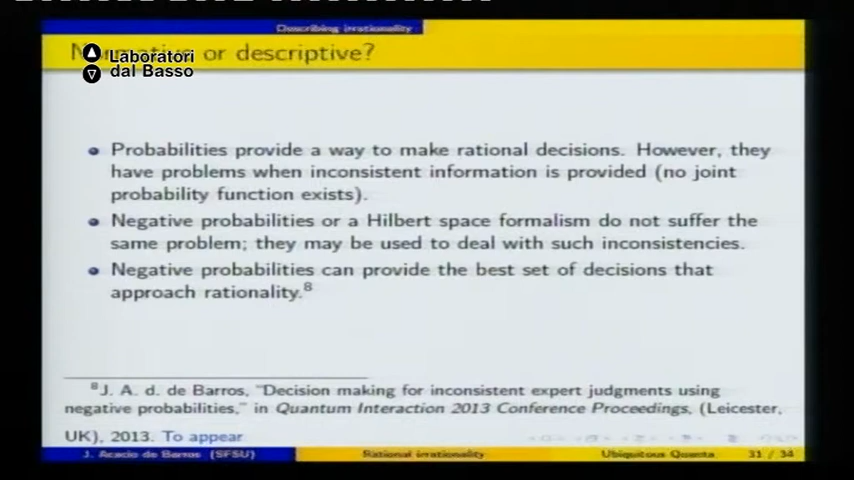 Describing irrationality
Normative or descriptive?
Laboratori
dal Basso
Probabilities provide a way to make rational decisions. However, they
have problems when inconsistent information is provided (no joint
probability function exists).
Negative probabilities or a Hilbert space formalism do not suffer the
same problem; they may be used to deal with such inconsistencies.
Negative probabilities can provide the best set of decisions that
approach rationality.8
8J. A. d. de Barros, "Decision making for inconsistent expert judgments using
negative probabilities," in Quantum Interaction 2013 Conference Proceedings, (Leicester,
UK), 2013. To appear
J. Acacio de Barros (SFSU) Rational irrationality Ubiquitous Quanta 31 / 34